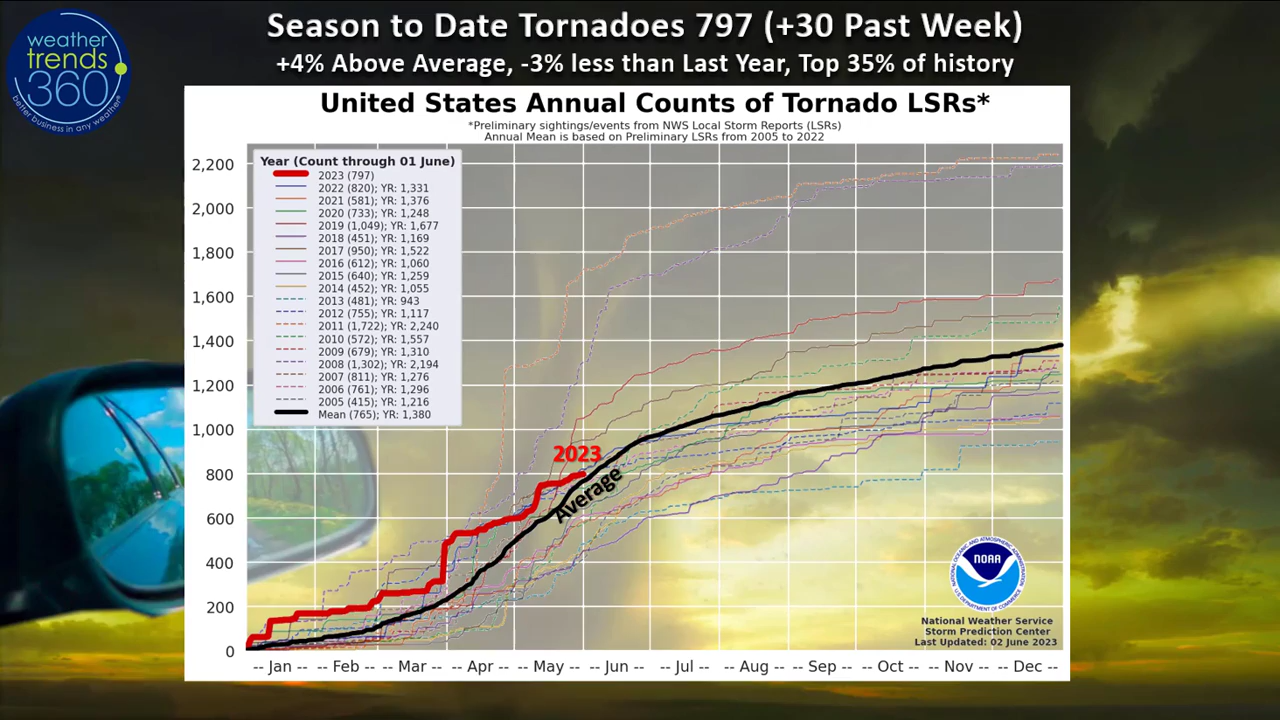 Season to Date Tornadoes 797 (+30 Past Week)
+4% Above Average, -3% less than Last Year, Top 35% of history
weather
trends
360°
better business in any weather®
United States Annual Counts of Tornado LSRs*
*Preliminary sightings/events from NWS Local Storm Reports (LSRs)
Annual Mean is based on Preliminary LSRs from 2005 to 2022
Year (Count through 01 June)
2023 (797)
2022 (820); YR: 1,331
2021 (581); YR: 1,376
2020 (733); YR: 1,248
2019 (1,049); YR: 1,677
2018 (451); YR: 1,169
2017 (950); YR: 1,522
2016 (612); YR: 1,060
2015 (640); YR: 1,259
2014 (452); YR: 1,055
2013 (481); YR: 943
2012 (755); YR: 1,117
2011 (1,722); YR: 2,240
2010 (572); YR: 1,557
2009 (679); YR: 1,310
2008 (1,302); YR: 2,194
2007 (811); YR: 1,276
2006 (761); YR: 1,296
2005 (415); YR: 1,216
Mean (765); YR: 1,380
2,200
2,000
1,800
1,600
1,400
1,200
1,000
800
600
400
200
0
2023
Average
NATIONAL OCEANIC AND ATMOSPHERIC ADMINISTRATION
NOAA
U.S. DEPARTMENT OF COMMERCE
National Weather Service
Storm Prediction Center
Last Updated: 02 June 2023
-- Jan -- -- Feb -- -- Mar -- -- Apr -- -- May -- -- Jun -- -- Jul -- -- Aug -- -- Sep -- -- Oct -- -- Nov -- -- Dec --